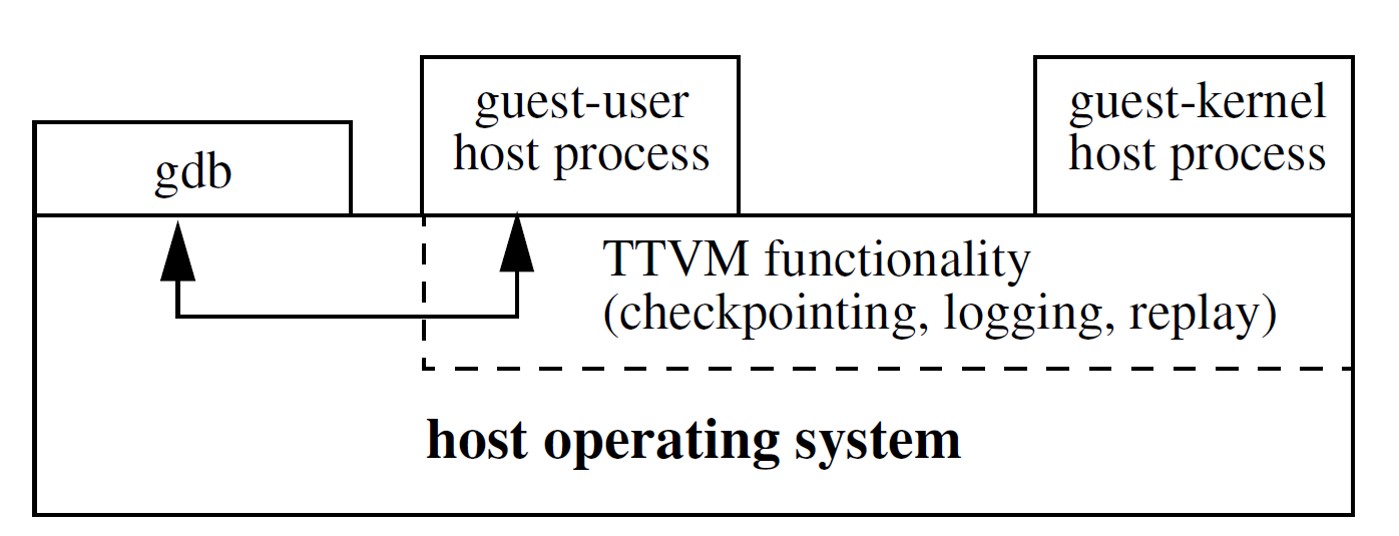 gdb
guest-user
host process
guest-kernel
host process
TTVM functionality
(checkpointing, logging, replay)
host operating system